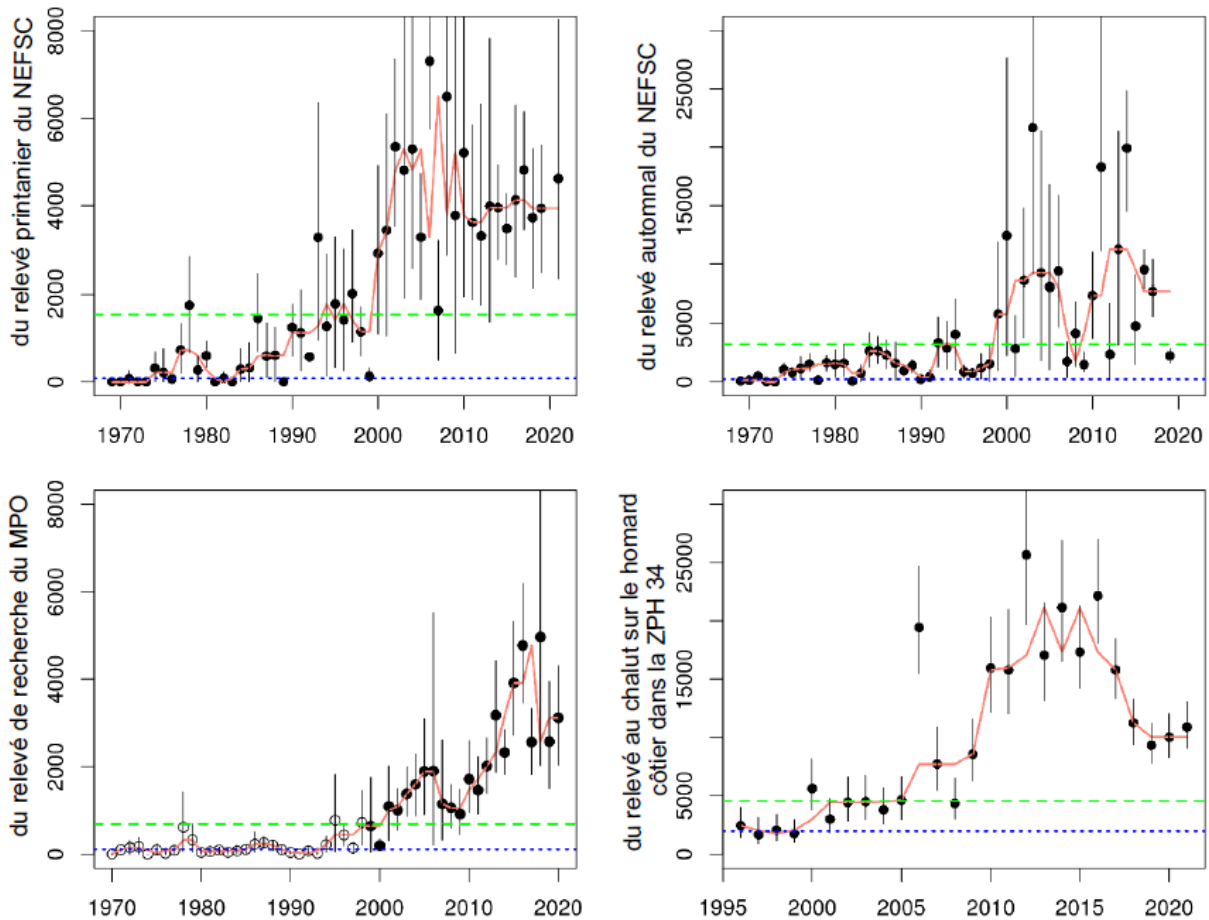 du relevé printanier du NEFSC
8000
6000
4000
2000
0
1970 1980 1990 2000 2010 2020
du relevé automnal du NEFSC
25000
15000
5000
0
1970 1980 1990 2000 2010 2020
du relevé de recherche du MPO
8000
6000
4000
2000
0
1970 1980 1990 2000 2010 2020
du relevé au chalut sur le homard
côtier dans la ZPH 34
25000
15000
5000
0
1995 2000 2005 2010 2015 2020